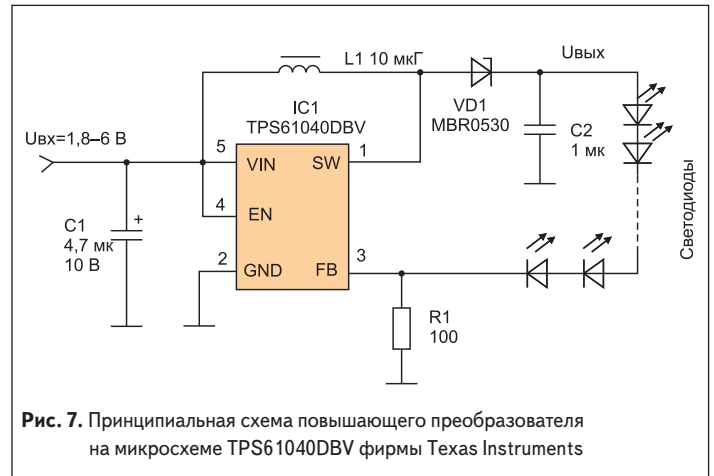 L1 10 мкГ
Uвых
IC1
TPS61040DBV
VD1
MBR0530
Uвх=1,8–6 В
5
VIN
SW
1
C2
1 мк
4
EN
Светодиоды
C1
+
4,7 мк
10 В
2
GND
FB
3
R1
100
Рис. 7. Принципиальная схема повышающего преобразователя
на микросхеме TPS61040DBV фирмы Texas Instruments